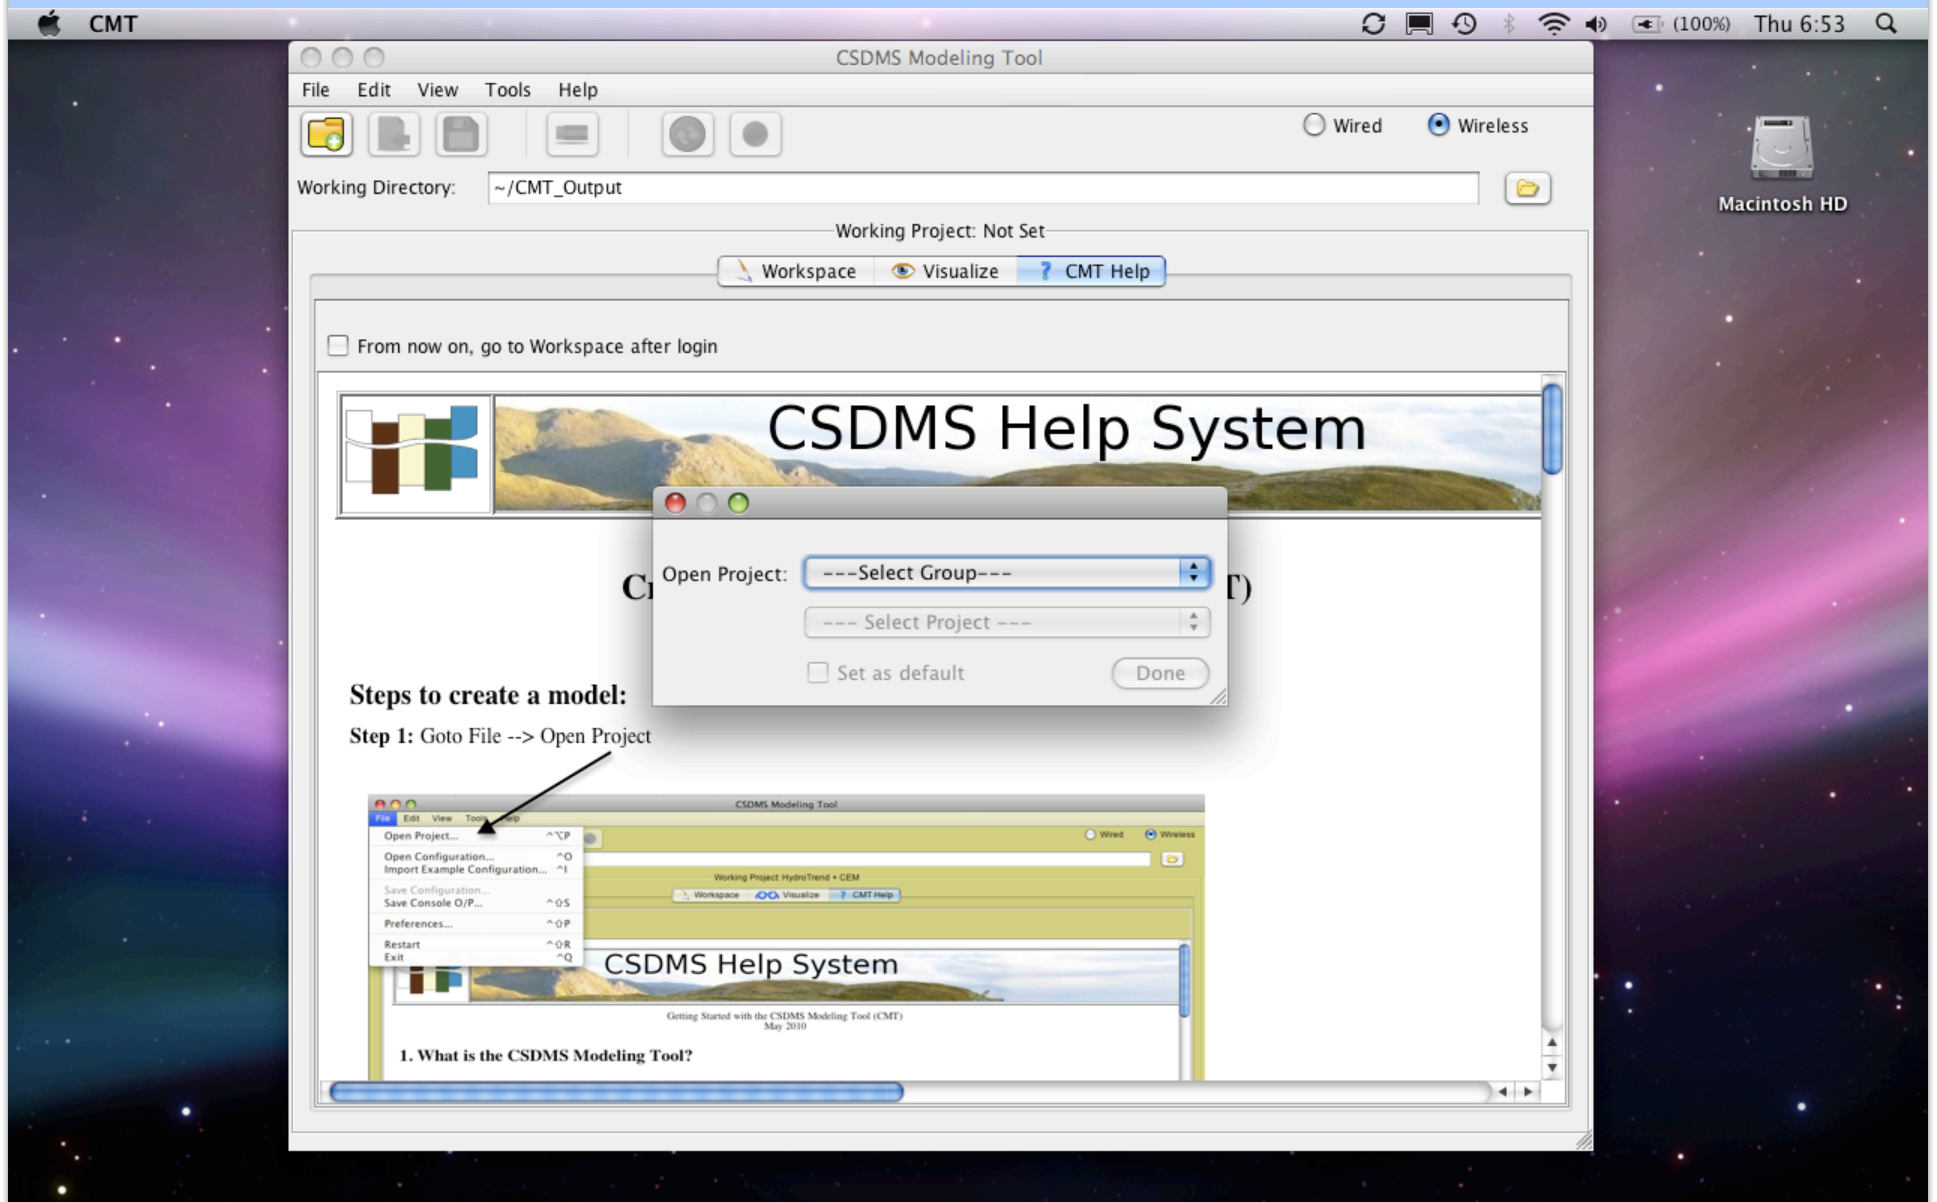 CMT
(100%) Thu 6:53
CSDMS Modeling Tool
File Edit View Tools Help
Wired Wireless
Working Directory: ~/CMT_Output
Macintosh HD
Working Project: Not Set
Workspace Visualize ? CMT Help
From now on, go to Workspace after login
CSDMS Help System
Open Project: ---Select Group---
T)
--- Select Project ---
Set as default Done
Steps to create a model:
Step 1: Goto File --> Open Project
CSDMS Modeling Tool
File Edit View Tools Help
Open Project... ^⌥P
Wired Wireless
Open Configuration... ^O
Import Example Configuration... ^I
Working Project: HydroTrend + CEM
Save Configuration...
Workspace Visualize ? CMT Help
Save Console O/P... ^⇧S
Preferences... ^⇧P
Restart ^⇧R
Exit ^Q
CSDMS Help System
Getting Started with the CSDMS Modeling Tool (CMT)
May 2010
1. What is the CSDMS Modeling Tool?